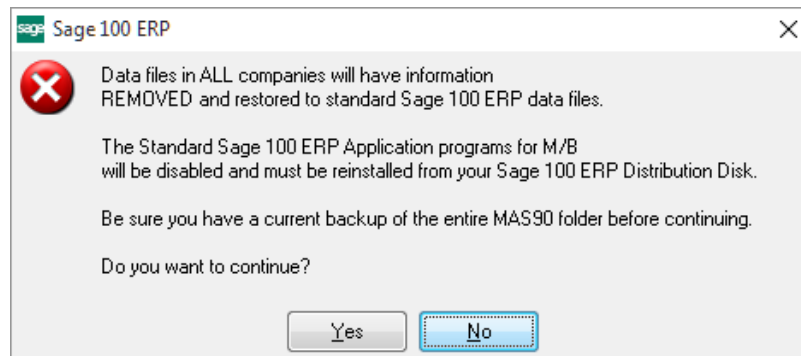 sage Sage 100 ERP
Data files in ALL companies will have information
REMOVED and restored to standard Sage 100 ERP data files.
The Standard Sage 100 ERP Application programs for M/B
will be disabled and must be reinstalled from your Sage 100 ERP Distribution Disk.
Be sure you have a current backup of the entire MAS90 folder before continuing.
Do you want to continue?
Yes No